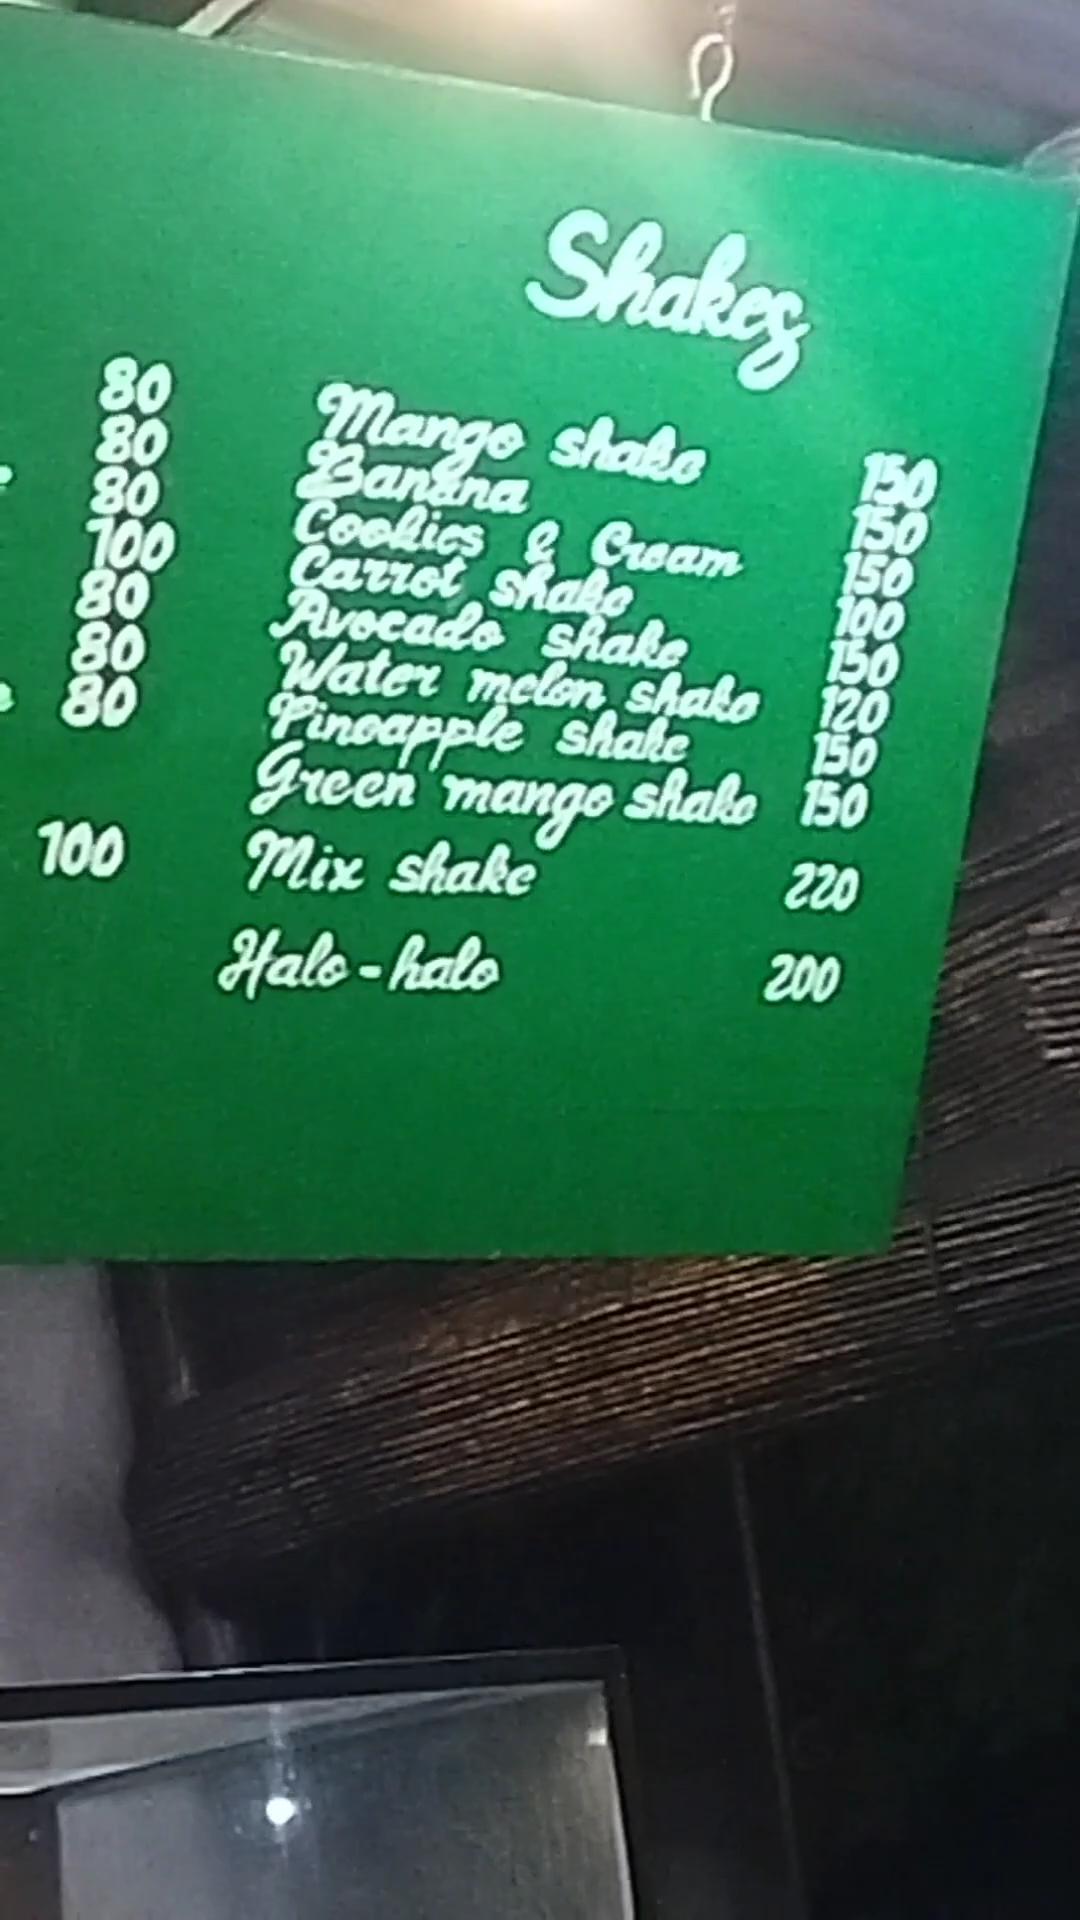 Shakes
80
80
80
100
80
80
80
100
Mango shake 150
Banana 150
Cookies & Cream 150
Carrot shake 100
Avocado shake 150
Water melon shake 120
Pineapple shake 150
Green mango shake 150
Mix shake 220
Halo-halo 200